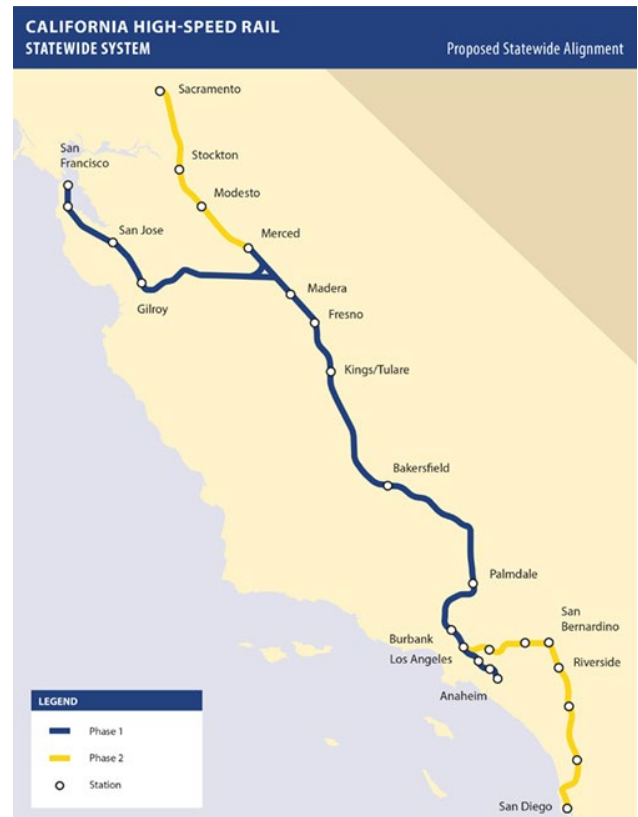 CALIFORNIA HIGH-SPEED RAIL
STATEWIDE SYSTEM
Proposed Statewide Alignment
Sacramento
San
Francisco
Stockton
Modesto
San Jose
Merced
Gilroy
Madera
Fresno
Kings/Tulare
Bakersfield
Palmdale
San
Bernardino
Burbank
Los Angeles
Riverside
Anaheim
San Diego
LEGEND
Phase 1
Phase 2
Station